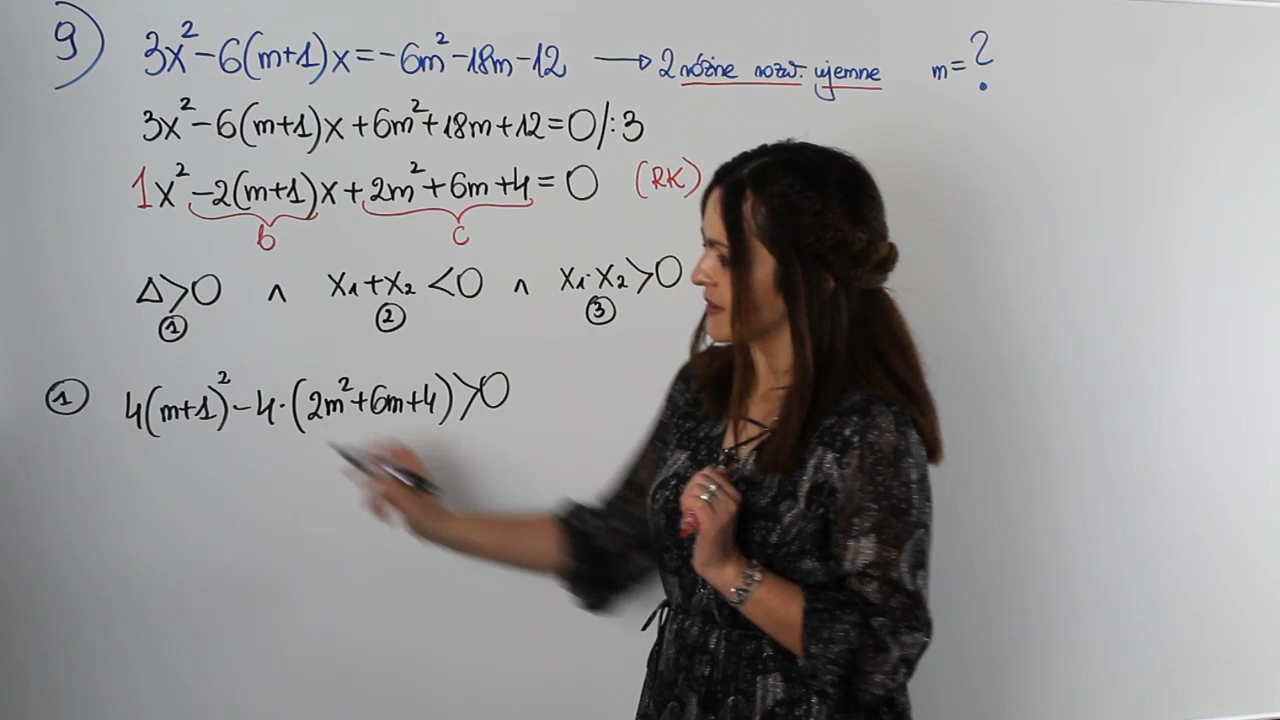 9) 3x²-6(m+1)x=-6m²-18m-12 → 2 różne rozw. ujemne m=?
3x²-6(m+1)x+6m²+18m+12=0/:3
1x²-2(m+1)x+2m²+6m+4=0 (RK)
b c
Δ>0 ∧ x₁+x₂<0 ∧ x₁·x₂>0
① ② ③
① 4(m+1)²-4·(2m²+6m+4)>0